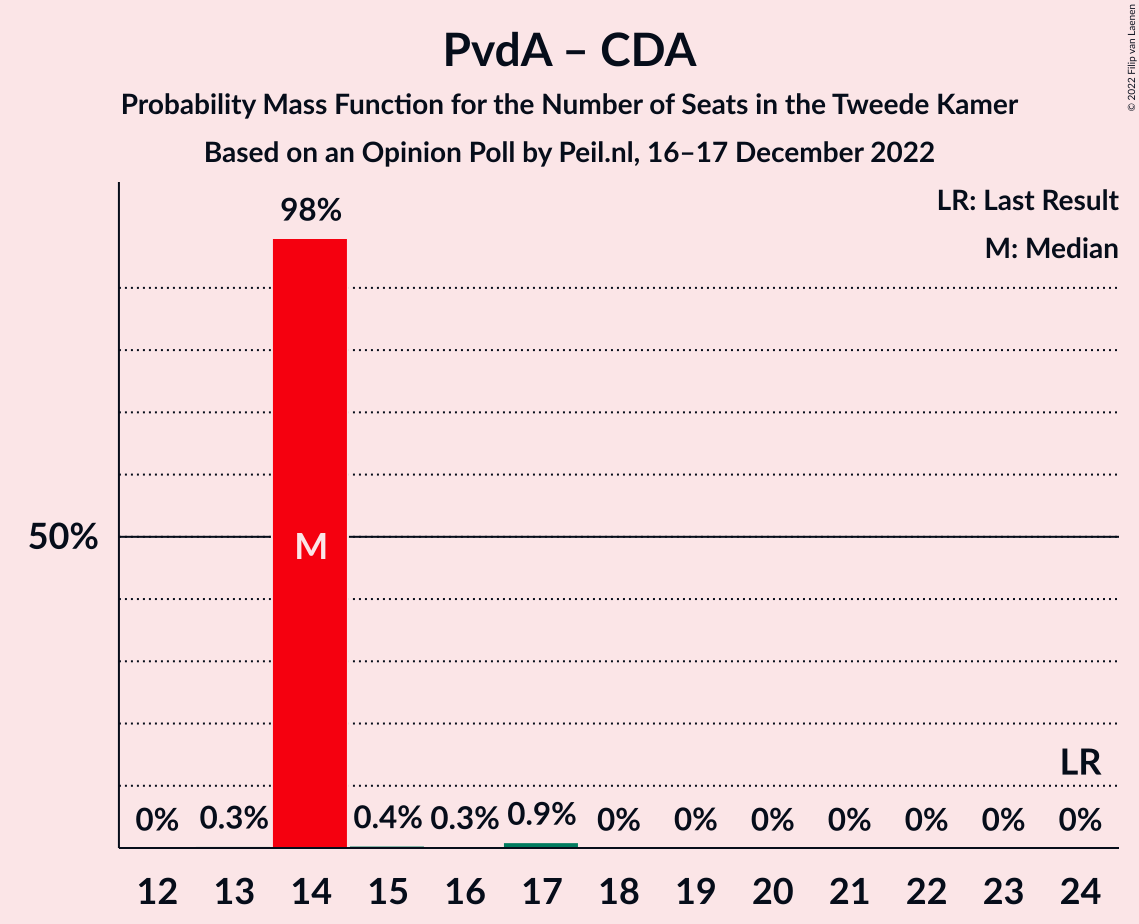 PvdA – CDA
Probability Mass Function for the Number of Seats in the Tweede Kamer
Based on an Opinion Poll by Peil.nl, 16–17 December 2022
© 2022 Filip van Laenen
LR: Last Result
M: Median
98%
50%
M
LR
0% 0.3% 0.4% 0.3% 0.9% 0% 0% 0% 0% 0% 0% 0%
12 13 14 15 16 17 18 19 20 21 22 23 24